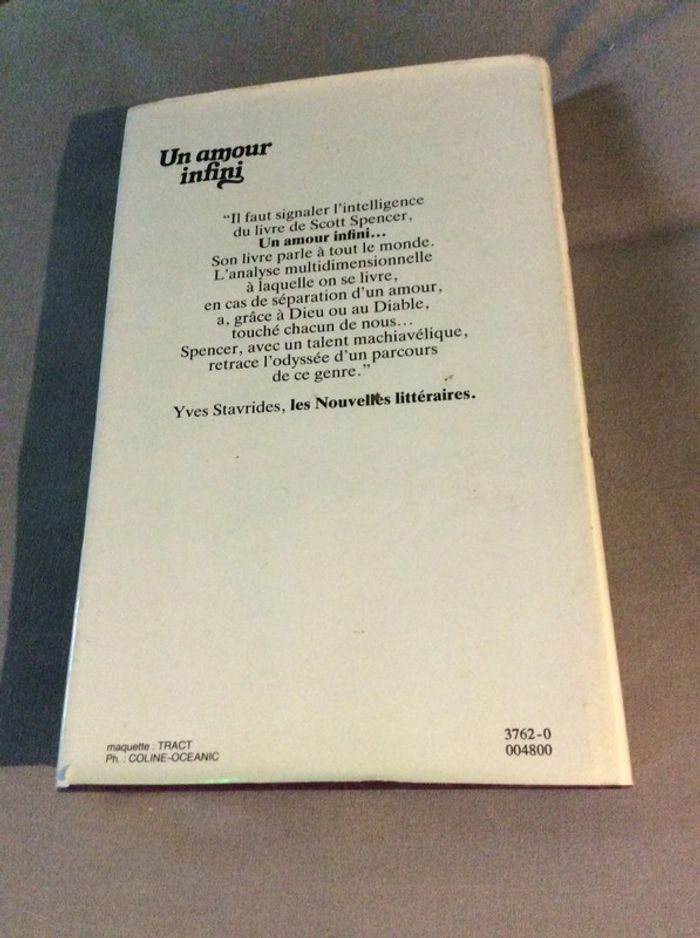 Un amour
infini
"Il faut signaler l'intelligence
du livre de Scott Spencer,
Un amour infini...
Son livre parle à tout le monde.
L'analyse multidimensionnelle
à laquelle on se livre,
en cas de séparation d'un amour,
a, grâce à Dieu ou au Diable,
touché chacun de nous...
Spencer, avec un talent machiavélique,
retrace l'odyssée d'un parcours
de ce genre."
Yves Stavrides, les Nouvelles littéraires.
maquette : TRACT
Ph. : COLINE-OCEANIC
3762-0
004800